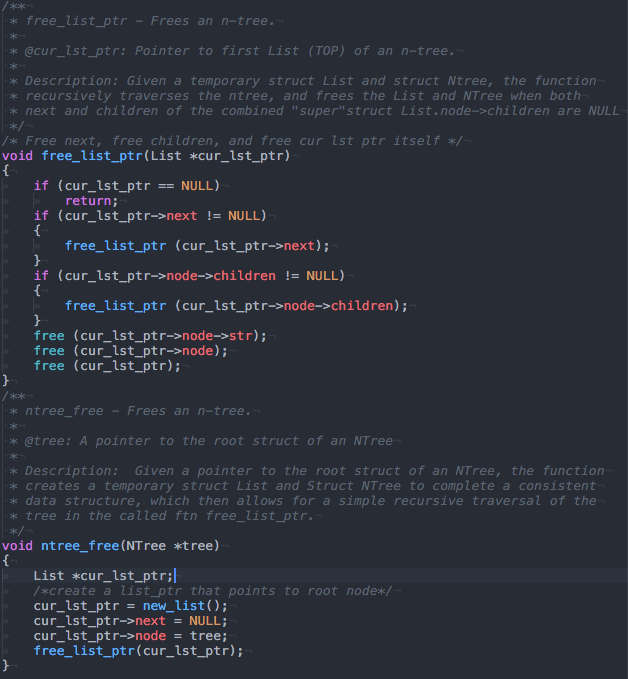 /**
 * free_list_ptr - Frees an n-tree.
 *
 * @cur_lst_ptr: Pointer to first List (TOP) of an n-tree.
 *
 * Description: Given a temporary struct List and struct Ntree, the function
 * recursively traverses the ntree, and frees the List and NTree when both
 * next and children of the combined "super"struct List.node->children are NULL
 */
/* Free next, free children, and free cur lst ptr itself */
void free_list_ptr(List *cur_lst_ptr)
{
    if (cur_lst_ptr == NULL)
        return;
    if (cur_lst_ptr->next != NULL)
    {
        free_list_ptr (cur_lst_ptr->next);
    }
    if (cur_lst_ptr->node->children != NULL)
    {
        free_list_ptr (cur_lst_ptr->node->children);
    }
    free (cur_lst_ptr->node->str);
    free (cur_lst_ptr->node);
    free (cur_lst_ptr);
}
/**
 * ntree_free - Frees an n-tree.
 *
 * @tree: A pointer to the root struct of an NTree
 *
 * Description:  Given a pointer to the root struct of an NTree, the function
 * creates a temporary struct List and Struct NTree to complete a consistent
 * data structure, which then allows for a simple recursive traversal of the
 * tree in the called ftn free_list_ptr.
 */
void ntree_free(NTree *tree)
{
    List *cur_lst_ptr;
    /*create a list_ptr that points to root node*/
    cur_lst_ptr = new_list();
    cur_lst_ptr->next = NULL;
    cur_lst_ptr->node = tree;
    free_list_ptr(cur_lst_ptr);
}